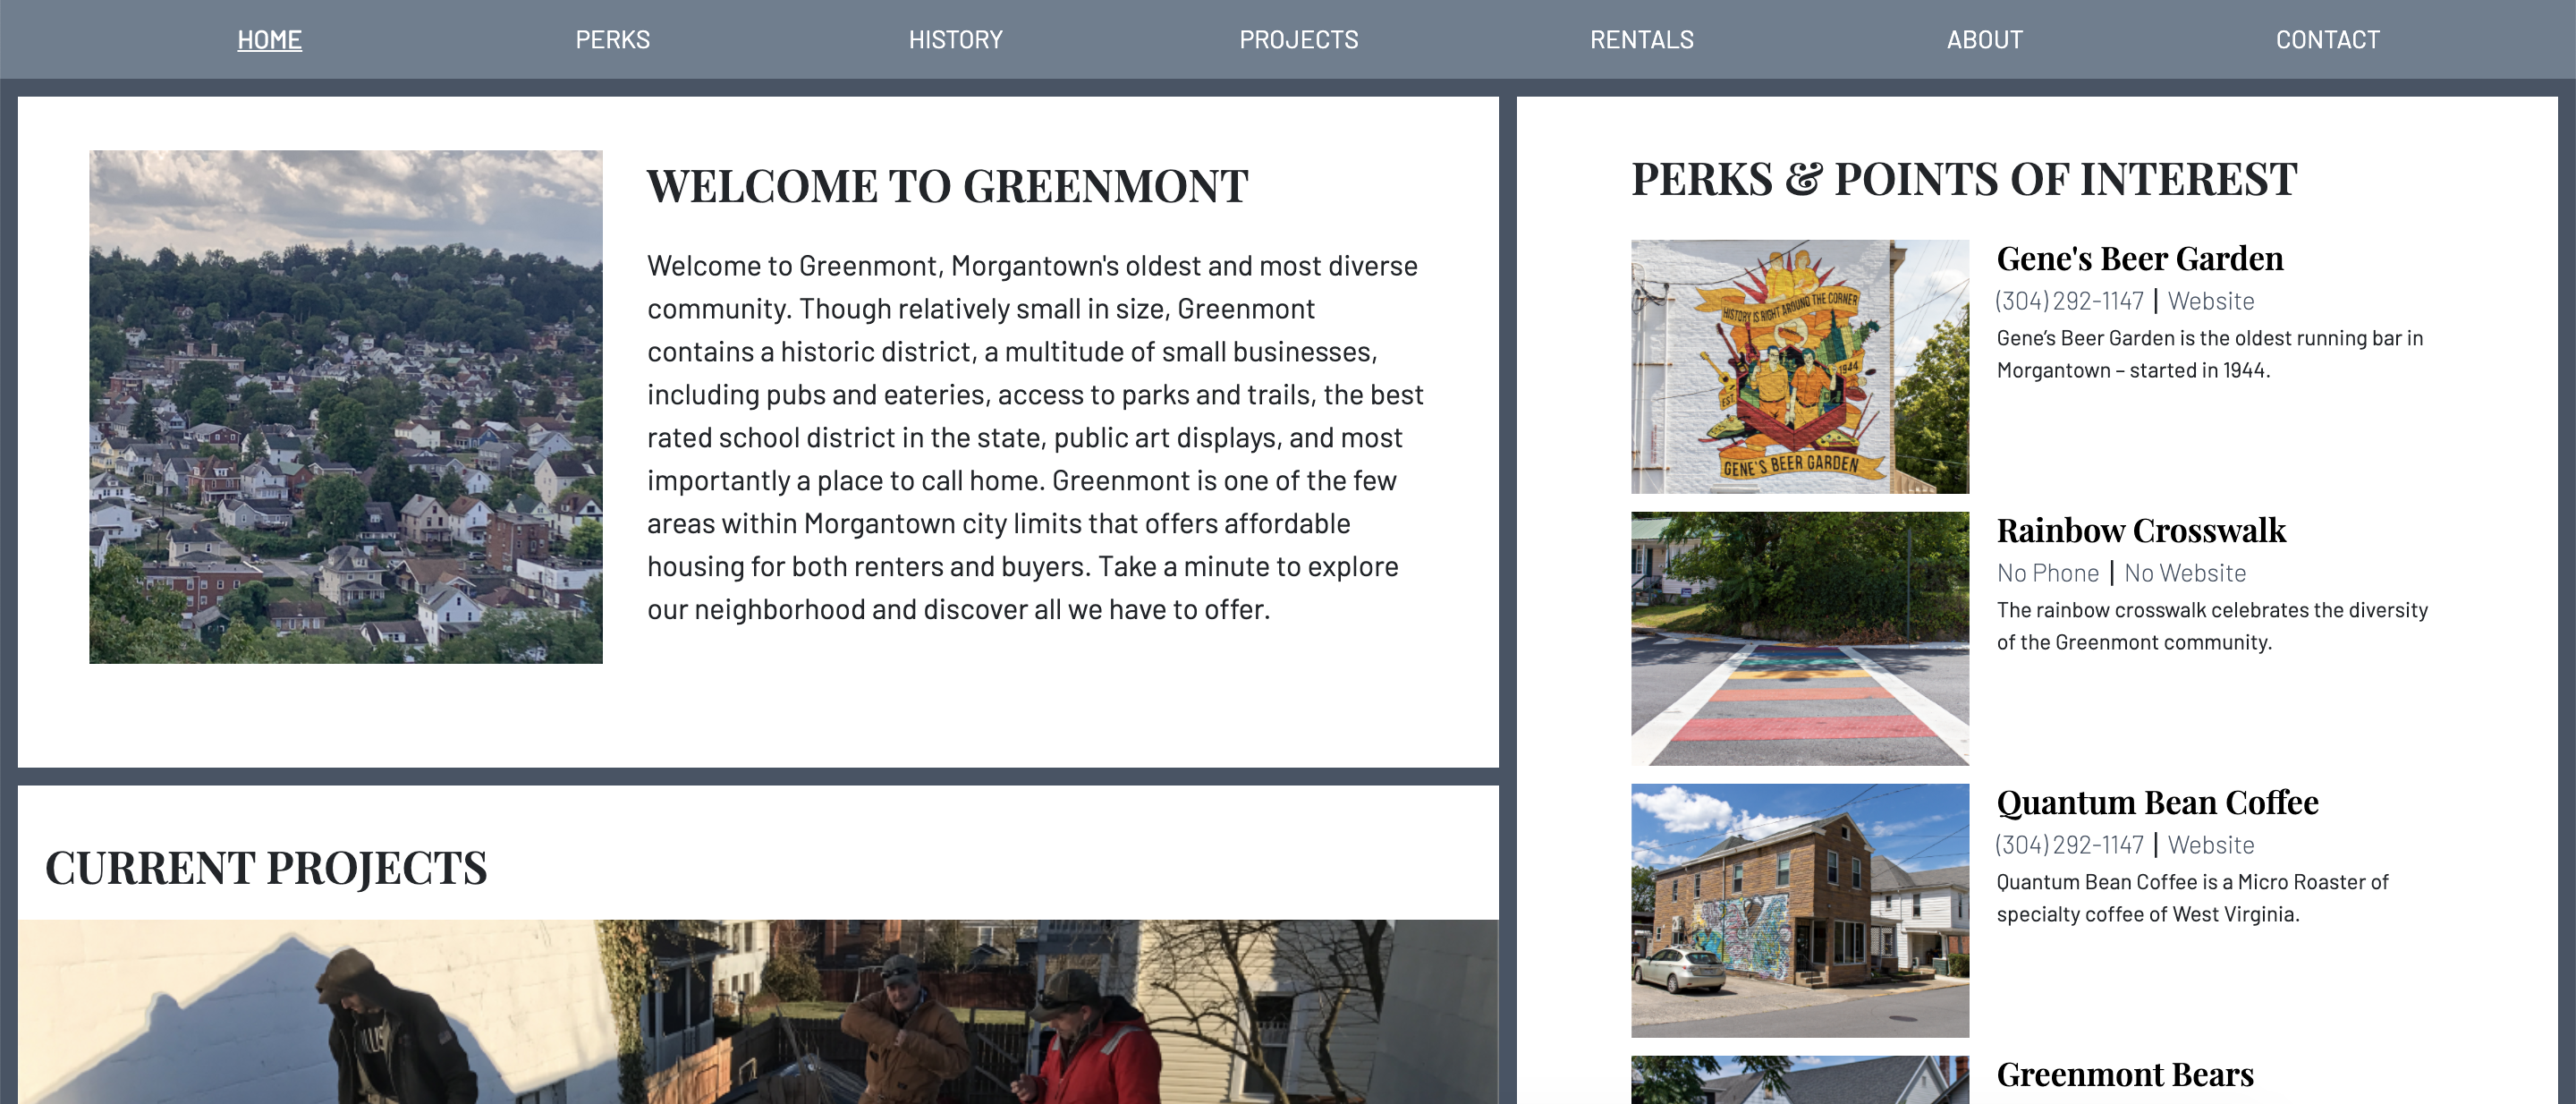 HOME
PERKS
HISTORY
PROJECTS
RENTALS
ABOUT
CONTACT
WELCOME TO GREENMONT
Welcome to Greenmont, Morgantown's oldest and most diverse
community. Though relatively small in size, Greenmont
contains a historic district, a multitude of small businesses,
including pubs and eateries, access to parks and trails, the best
rated school district in the state, public art displays, and most
importantly a place to call home. Greenmont is one of the few
areas within Morgantown city limits that offers affordable
housing for both renters and buyers. Take a minute to explore
our neighborhood and discover all we have to offer.
CURRENT PROJECTS
PERKS & POINTS OF INTEREST
HISTORY IS RIGHT AROUND THE CORNER
EST.
1944
GENE'S BEER GARDEN
Gene's Beer Garden
(304) 292-1147 | Website
Gene’s Beer Garden is the oldest running bar in
Morgantown – started in 1944.
Rainbow Crosswalk
No Phone | No Website
The rainbow crosswalk celebrates the diversity
of the Greenmont community.
Quantum Bean Coffee
(304) 292-1147 | Website
Quantum Bean Coffee is a Micro Roaster of
specialty coffee of West Virginia.
Greenmont Bears